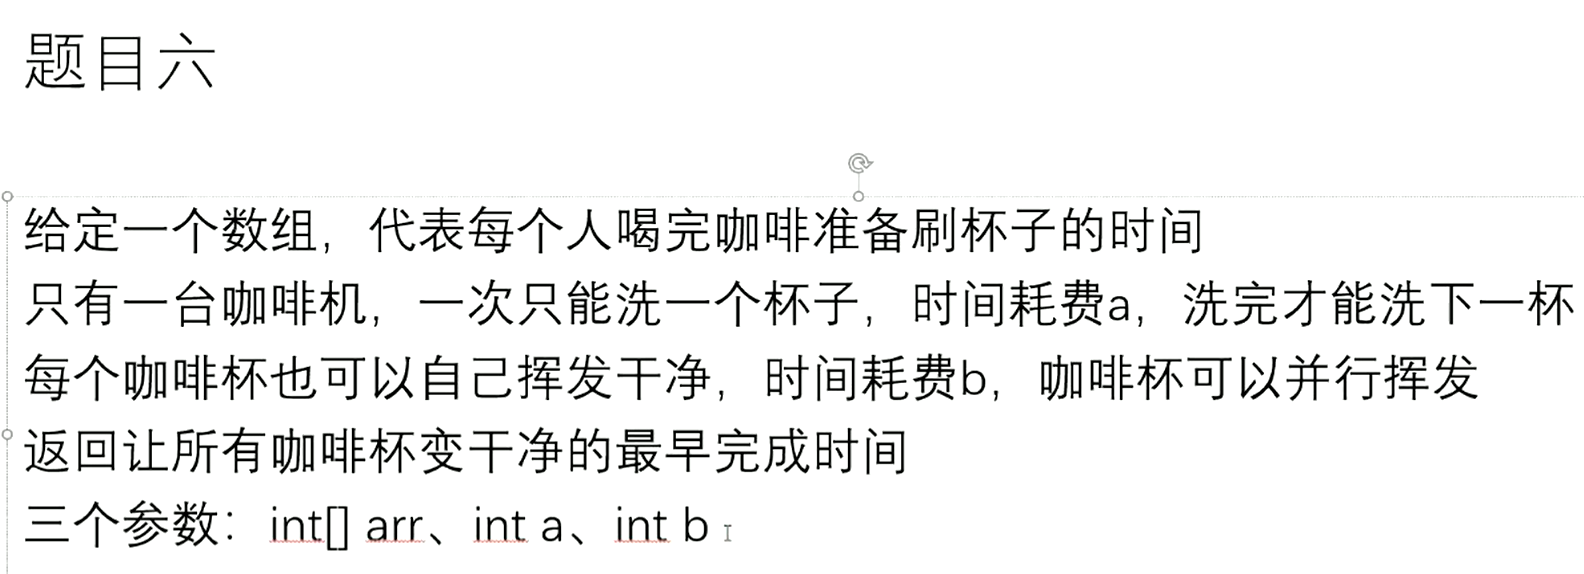 题目六
给定一个数组，代表每个人喝完咖啡准备刷杯子的时间
只有一台咖啡机，一次只能洗一个杯子，时间耗费a，洗完才能洗下一杯
每个咖啡杯也可以自己挥发干净，时间耗费b，咖啡杯可以并行挥发
返回让所有咖啡杯变干净的最早完成时间
三个参数：int[] arr、int a、int b